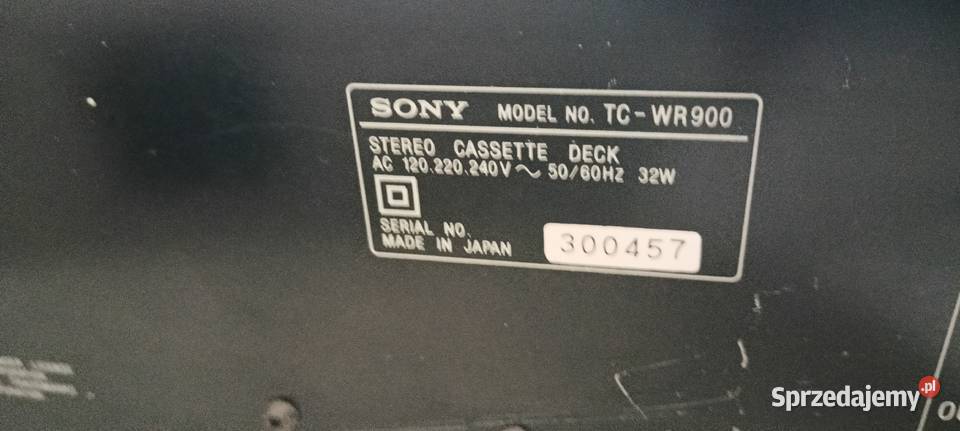 SONY MODEL NO. TC-WR900
STEREO CASSETTE DECK
AC 120.220.240V ~ 50/60HZ 32W
SERIAL NO.
MADE IN JAPAN
300457
Sprzedajemy.pl